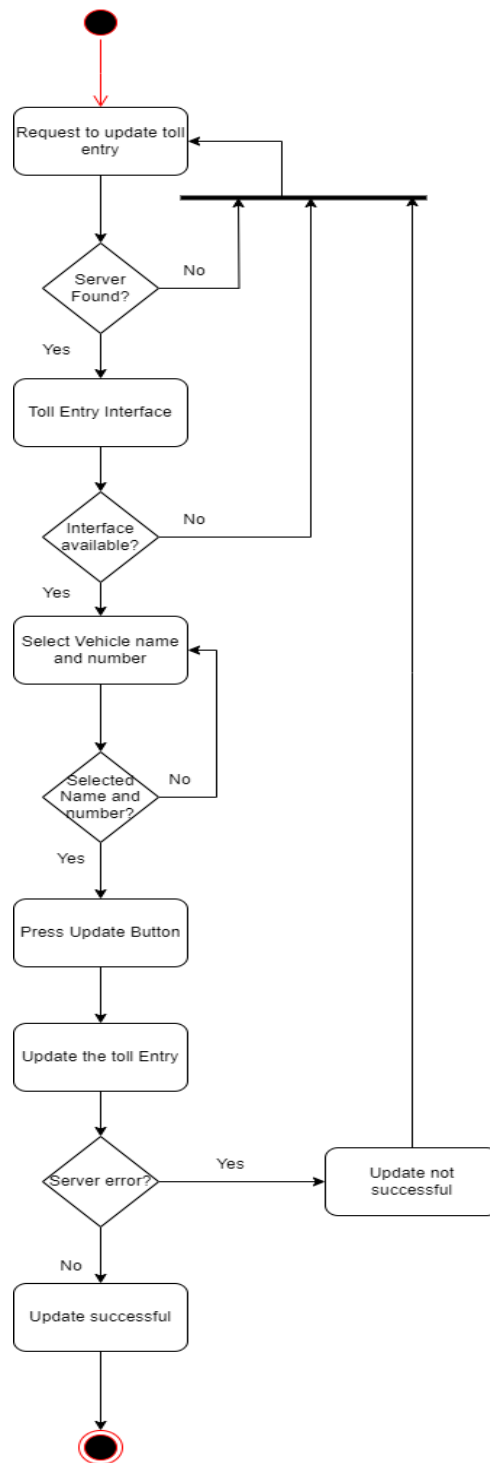 Request to update toll
entry
Server
Found?
No
Yes
Toll Entry Interface
Interface
available?
No
Yes
Select Vehicle name
and number
Selected
Name and
number?
No
Yes
Press Update Button
Update the toll Entry
Server error?
Yes
Update not
successful
No
Update successful